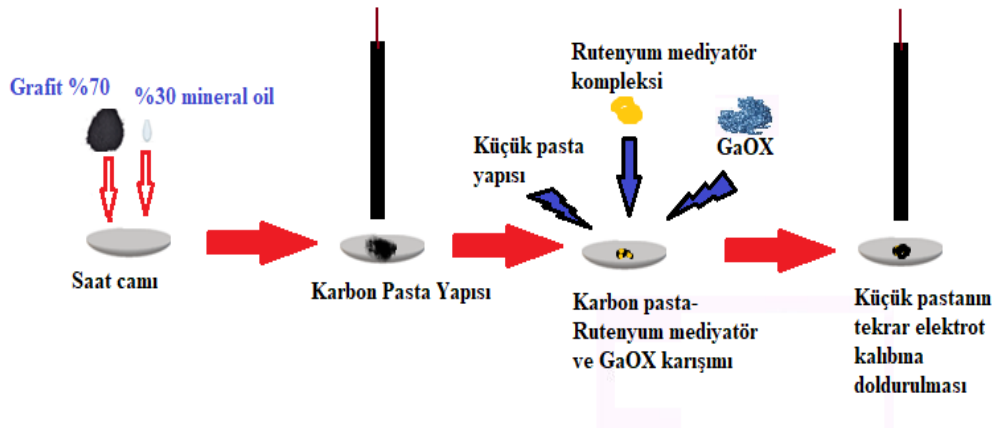 Grafit %70
%30 mineral oil
Saat camı
Karbon Pasta Yapısı
Küçük pasta
yapısı
Rutenyum mediyatör
kompleksi
GaOX
Karbon pasta-
Rutenyum mediyatör
ve GaOX karışımı
Küçük pastanın
tekrar elektrot
kalıbına
doldurulması